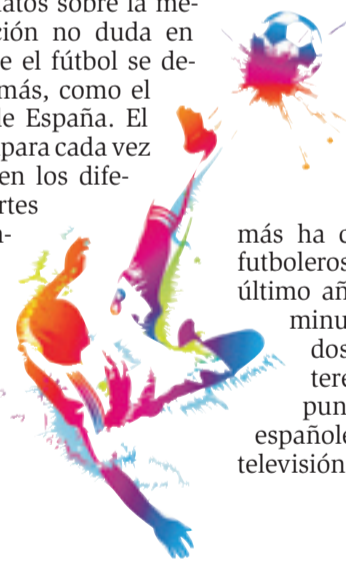 datos sobre la me-
ción no duda en
e el fútbol se de-
más, como el
de España. El
para cada vez
en los dife-
rtes
más ha
futboleros
último añ
minu
dos
tere
pun
españole
televisión